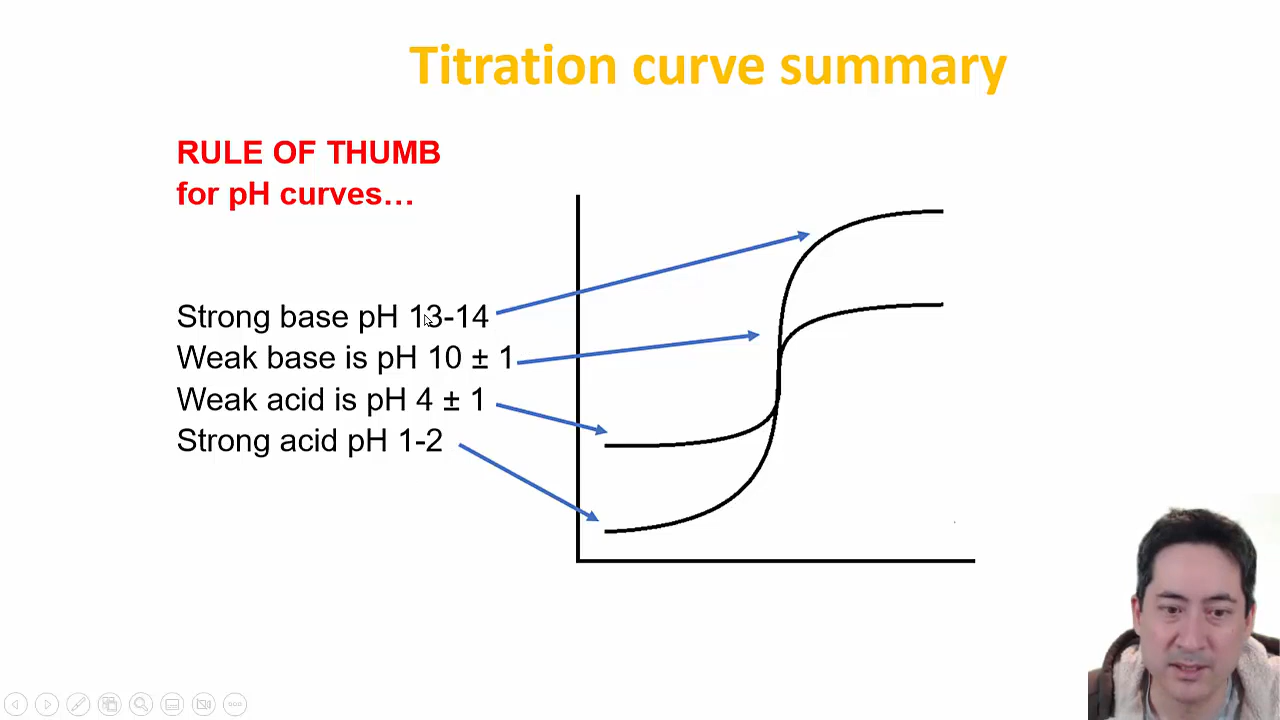 Titration curve summary
RULE OF THUMB
for pH curves…
Strong base pH 13-14
Weak base is pH 10 ± 1
Weak acid is pH 4 ± 1
Strong acid pH 1-2